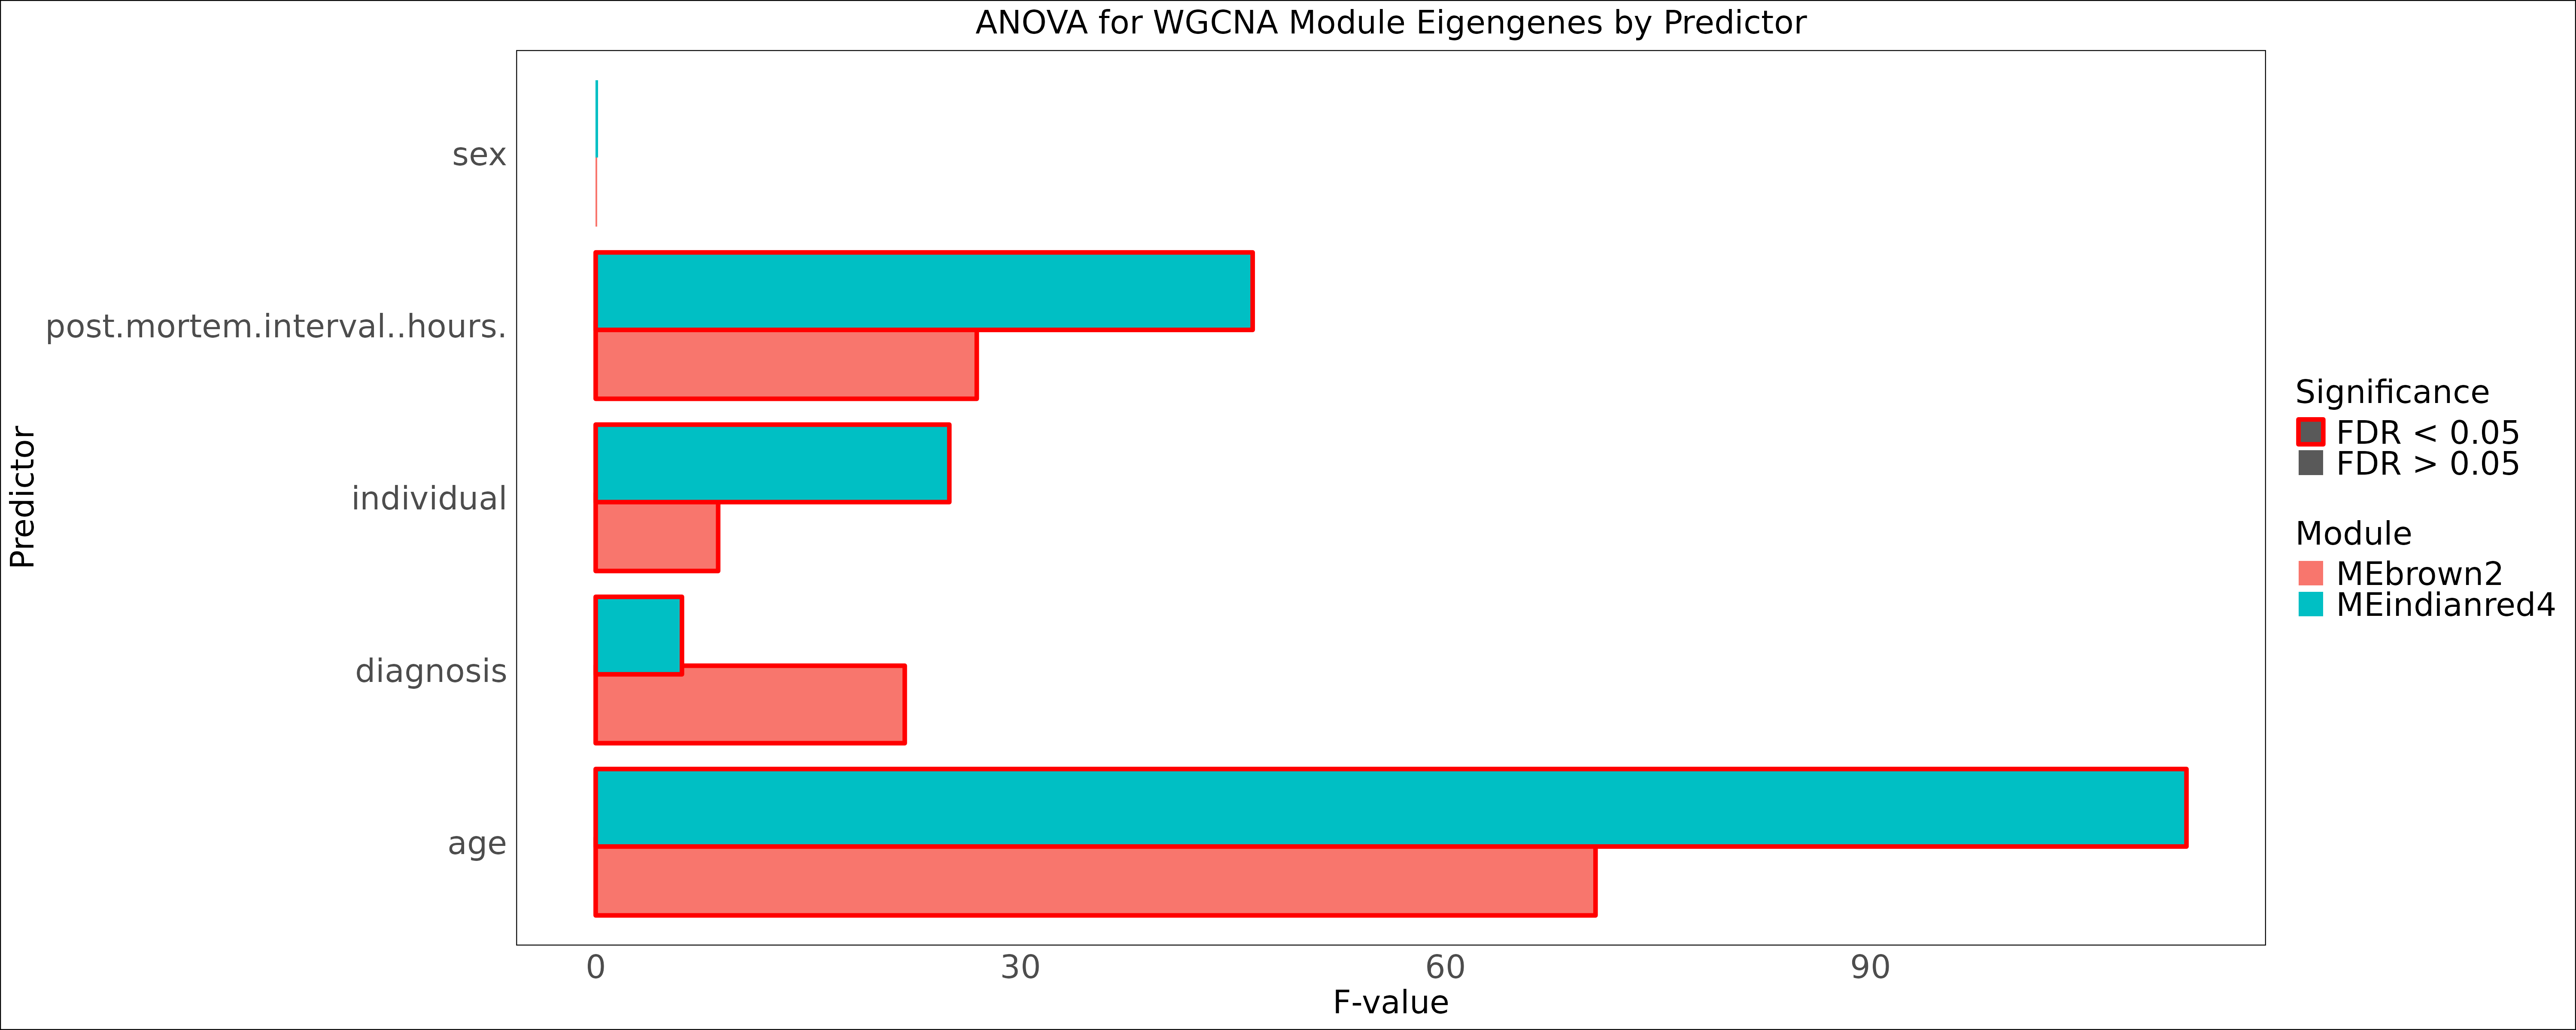 ANOVA for WGCNA Module Eigengenes by Predictor
Predictor
sex
post.mortem.interval..hours.
individual
diagnosis
age
0 30 60 90
F-value
Significance
FDR < 0.05
FDR > 0.05
Module
MEbrown2
MEindianred4